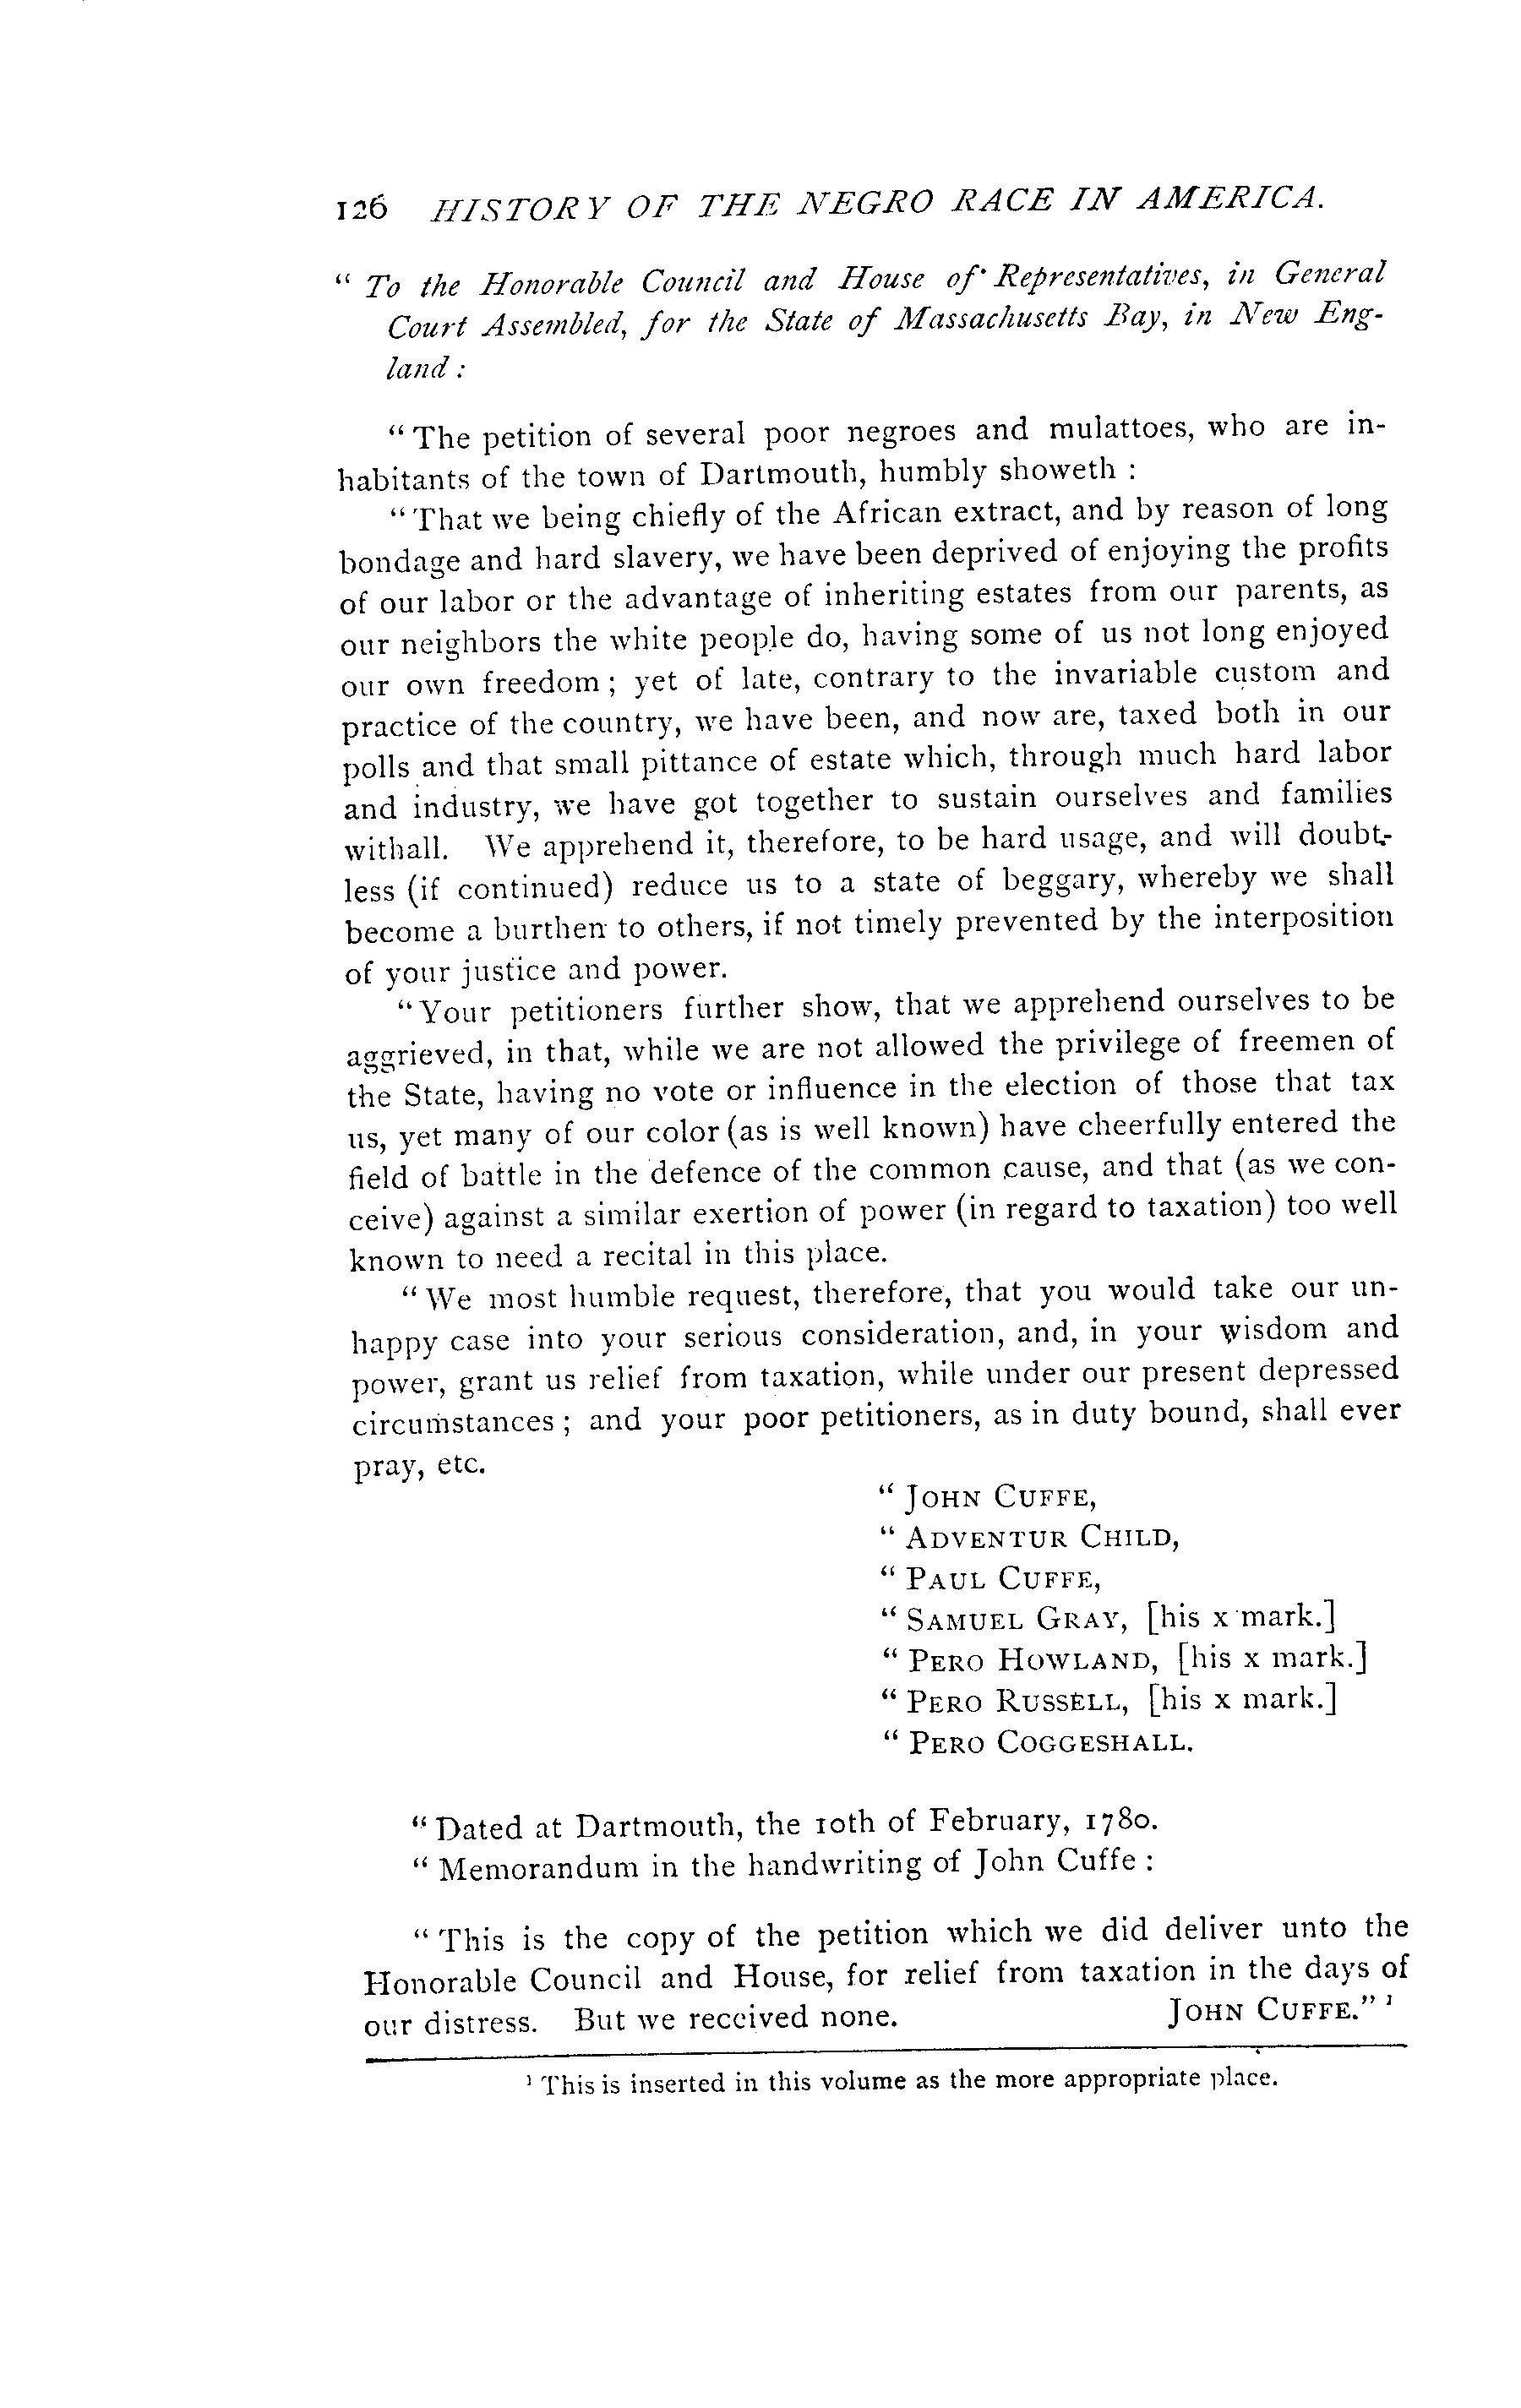 126 HISTORY OF THE NEGRO RACE IN AMERICA.
“ To the Honorable Council and House of Representatives, in General
Court Assembled, for the State of Massachusetts Bay, in New Eng-
land :
“ The petition of several poor negroes and mulattoes, who are in-
habitants of the town of Dartmouth, humbly showeth :
“ That we being chiefly of the African extract, and by reason of long
bondage and hard slavery, we have been deprived of enjoying the profits
of our labor or the advantage of inheriting estates from our parents, as
our neighbors the white people do, having some of us not long enjoyed
our own freedom ; yet of late, contrary to the invariable custom and
practice of the country, we have been, and now are, taxed both in our
polls and that small pittance of estate which, through much hard labor
and industry, we have got together to sustain ourselves and families
withall. We apprehend it, therefore, to be hard usage, and will doubt-
less (if continued) reduce us to a state of beggary, whereby we shall
become a burthen to others, if not timely prevented by the interposition
of your justice and power.
“ Your petitioners further show, that we apprehend ourselves to be
aggrieved, in that, while we are not allowed the privilege of freemen of
the State, having no vote or influence in the election of those that tax
us, yet many of our color (as is well known) have cheerfully entered the
field of battle in the defence of the common cause, and that (as we con-
ceive) against a similar exertion of power (in regard to taxation) too well
known to need a recital in this place.
“ We most humble request, therefore, that you would take our un-
happy case into your serious consideration, and, in your wisdom and
power, grant us relief from taxation, while under our present depressed
circumstances ; and your poor petitioners, as in duty bound, shall ever
pray, etc.
“ JOHN CUFFE,
“ ADVENTUR CHILD,
“ PAUL CUFFE,
“ SAMUEL GRAY, [his x mark.]
“ PERO HOWLAND, [his x mark.]
“ PERO RUSSELL, [his x mark.]
“ PERO COGGESHALL.
“ Dated at Dartmouth, the 10th of February, 1780.
“ Memorandum in the handwriting of John Cuffe :
“ This is the copy of the petition which we did deliver unto the
Honorable Council and House, for relief from taxation in the days of
our distress. But we received none. JOHN CUFFE.” 1
1 This is inserted in this volume as the more appropriate place.